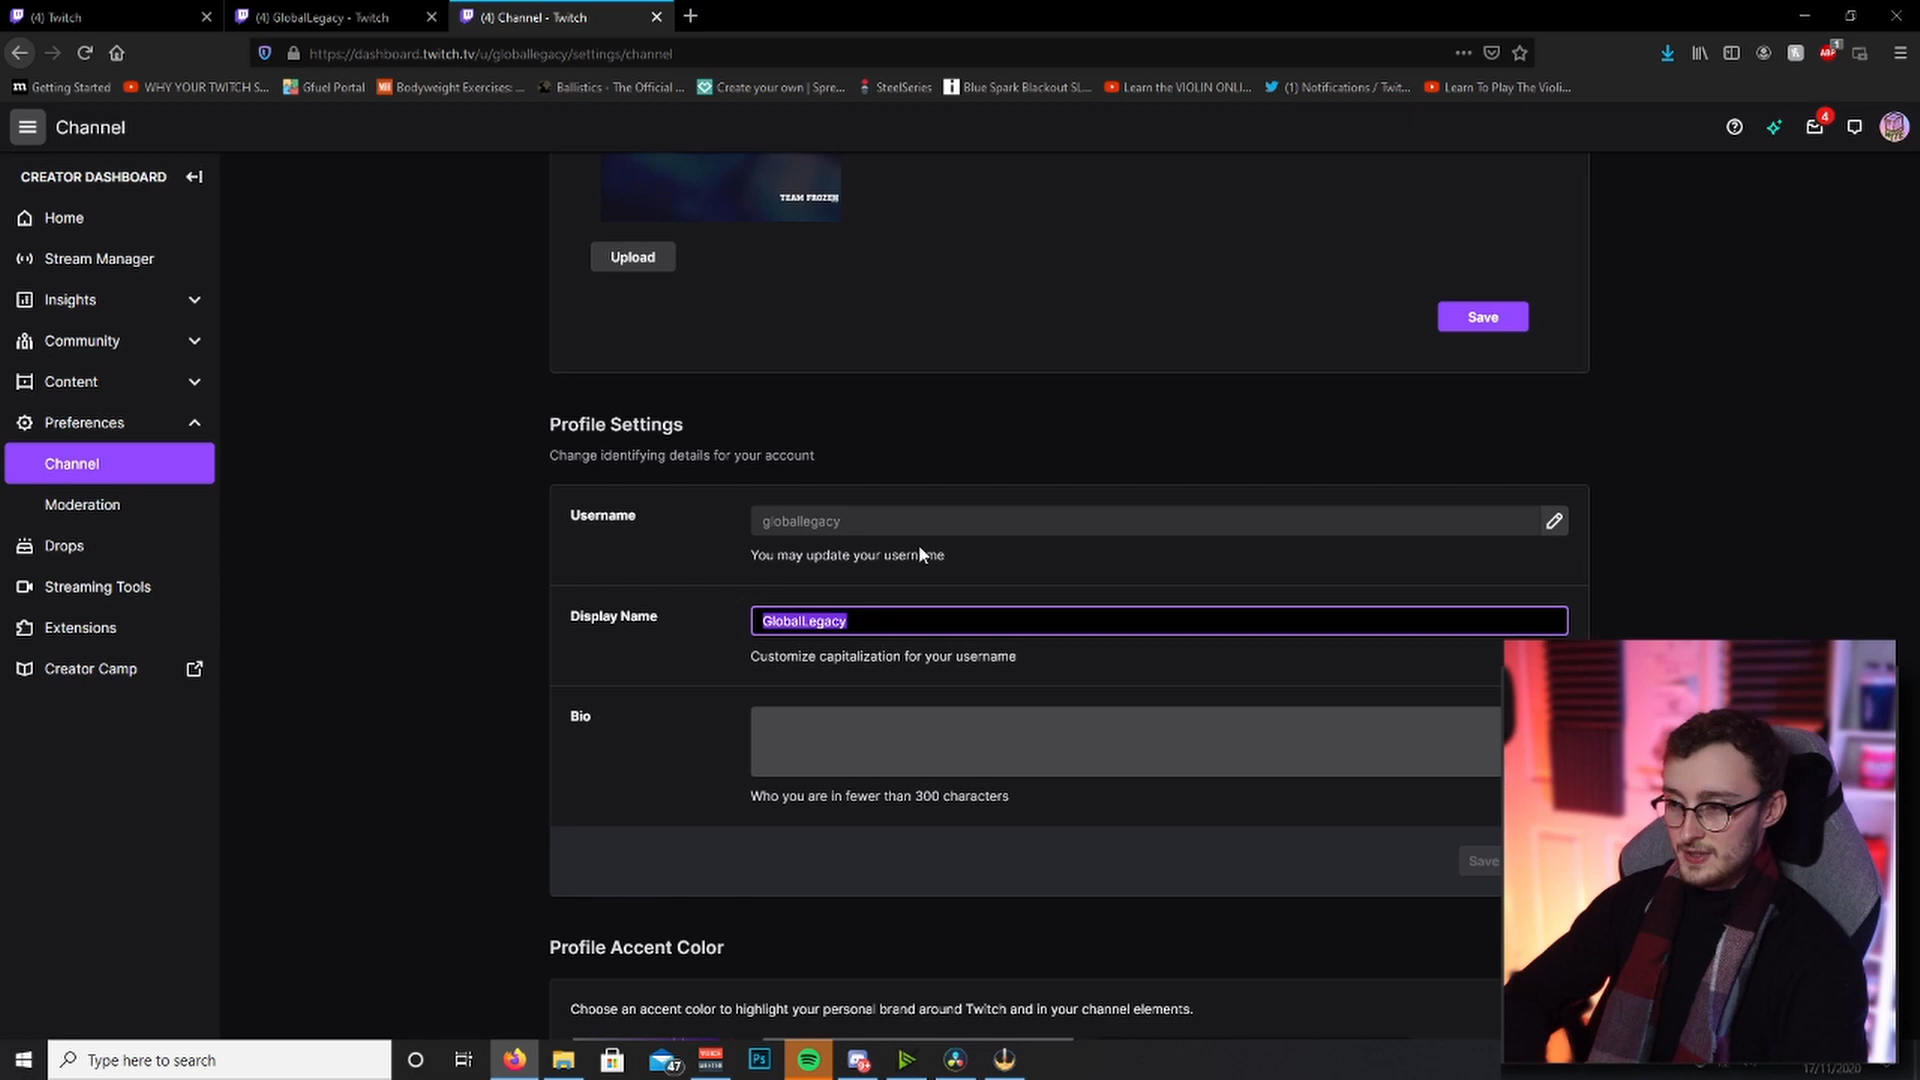 (4) Twitch
(4) GlobalLegacy - Twitch
(4) Channel - Twitch
https://dashboard.twitch.tv/u/globallegacy/settings/channel
Getting Started
WHY YOUR TWITCH S...
Gfuel Portal
Bodyweight Exercises: ...
Ballistics - The Official ...
Create your own | Spre...
SteelSeries
Blue Spark Blackout SL...
Learn the VIOLIN ONLI...
(1) Notifications / Twit...
Learn To Play The Violi...
ABP
1
Channel
4
CREATOR DASHBOARD
Home
Stream Manager
Insights
Community
Content
Preferences
Channel
Moderation
Drops
Streaming Tools
Extensions
Creator Camp
TEAM FROZEN
Upload
Save
Profile Settings
Change identifying details for your account
Username
globallegacy
You may update your username
Display Name
GlobalLegacy
Customize capitalization for your username
Bio
Who you are in fewer than 300 characters
Save
Profile Accent Color
Choose an accent color to highlight your personal brand around Twitch and in your channel elements.
Type here to search
47
Ps
17/11/2020